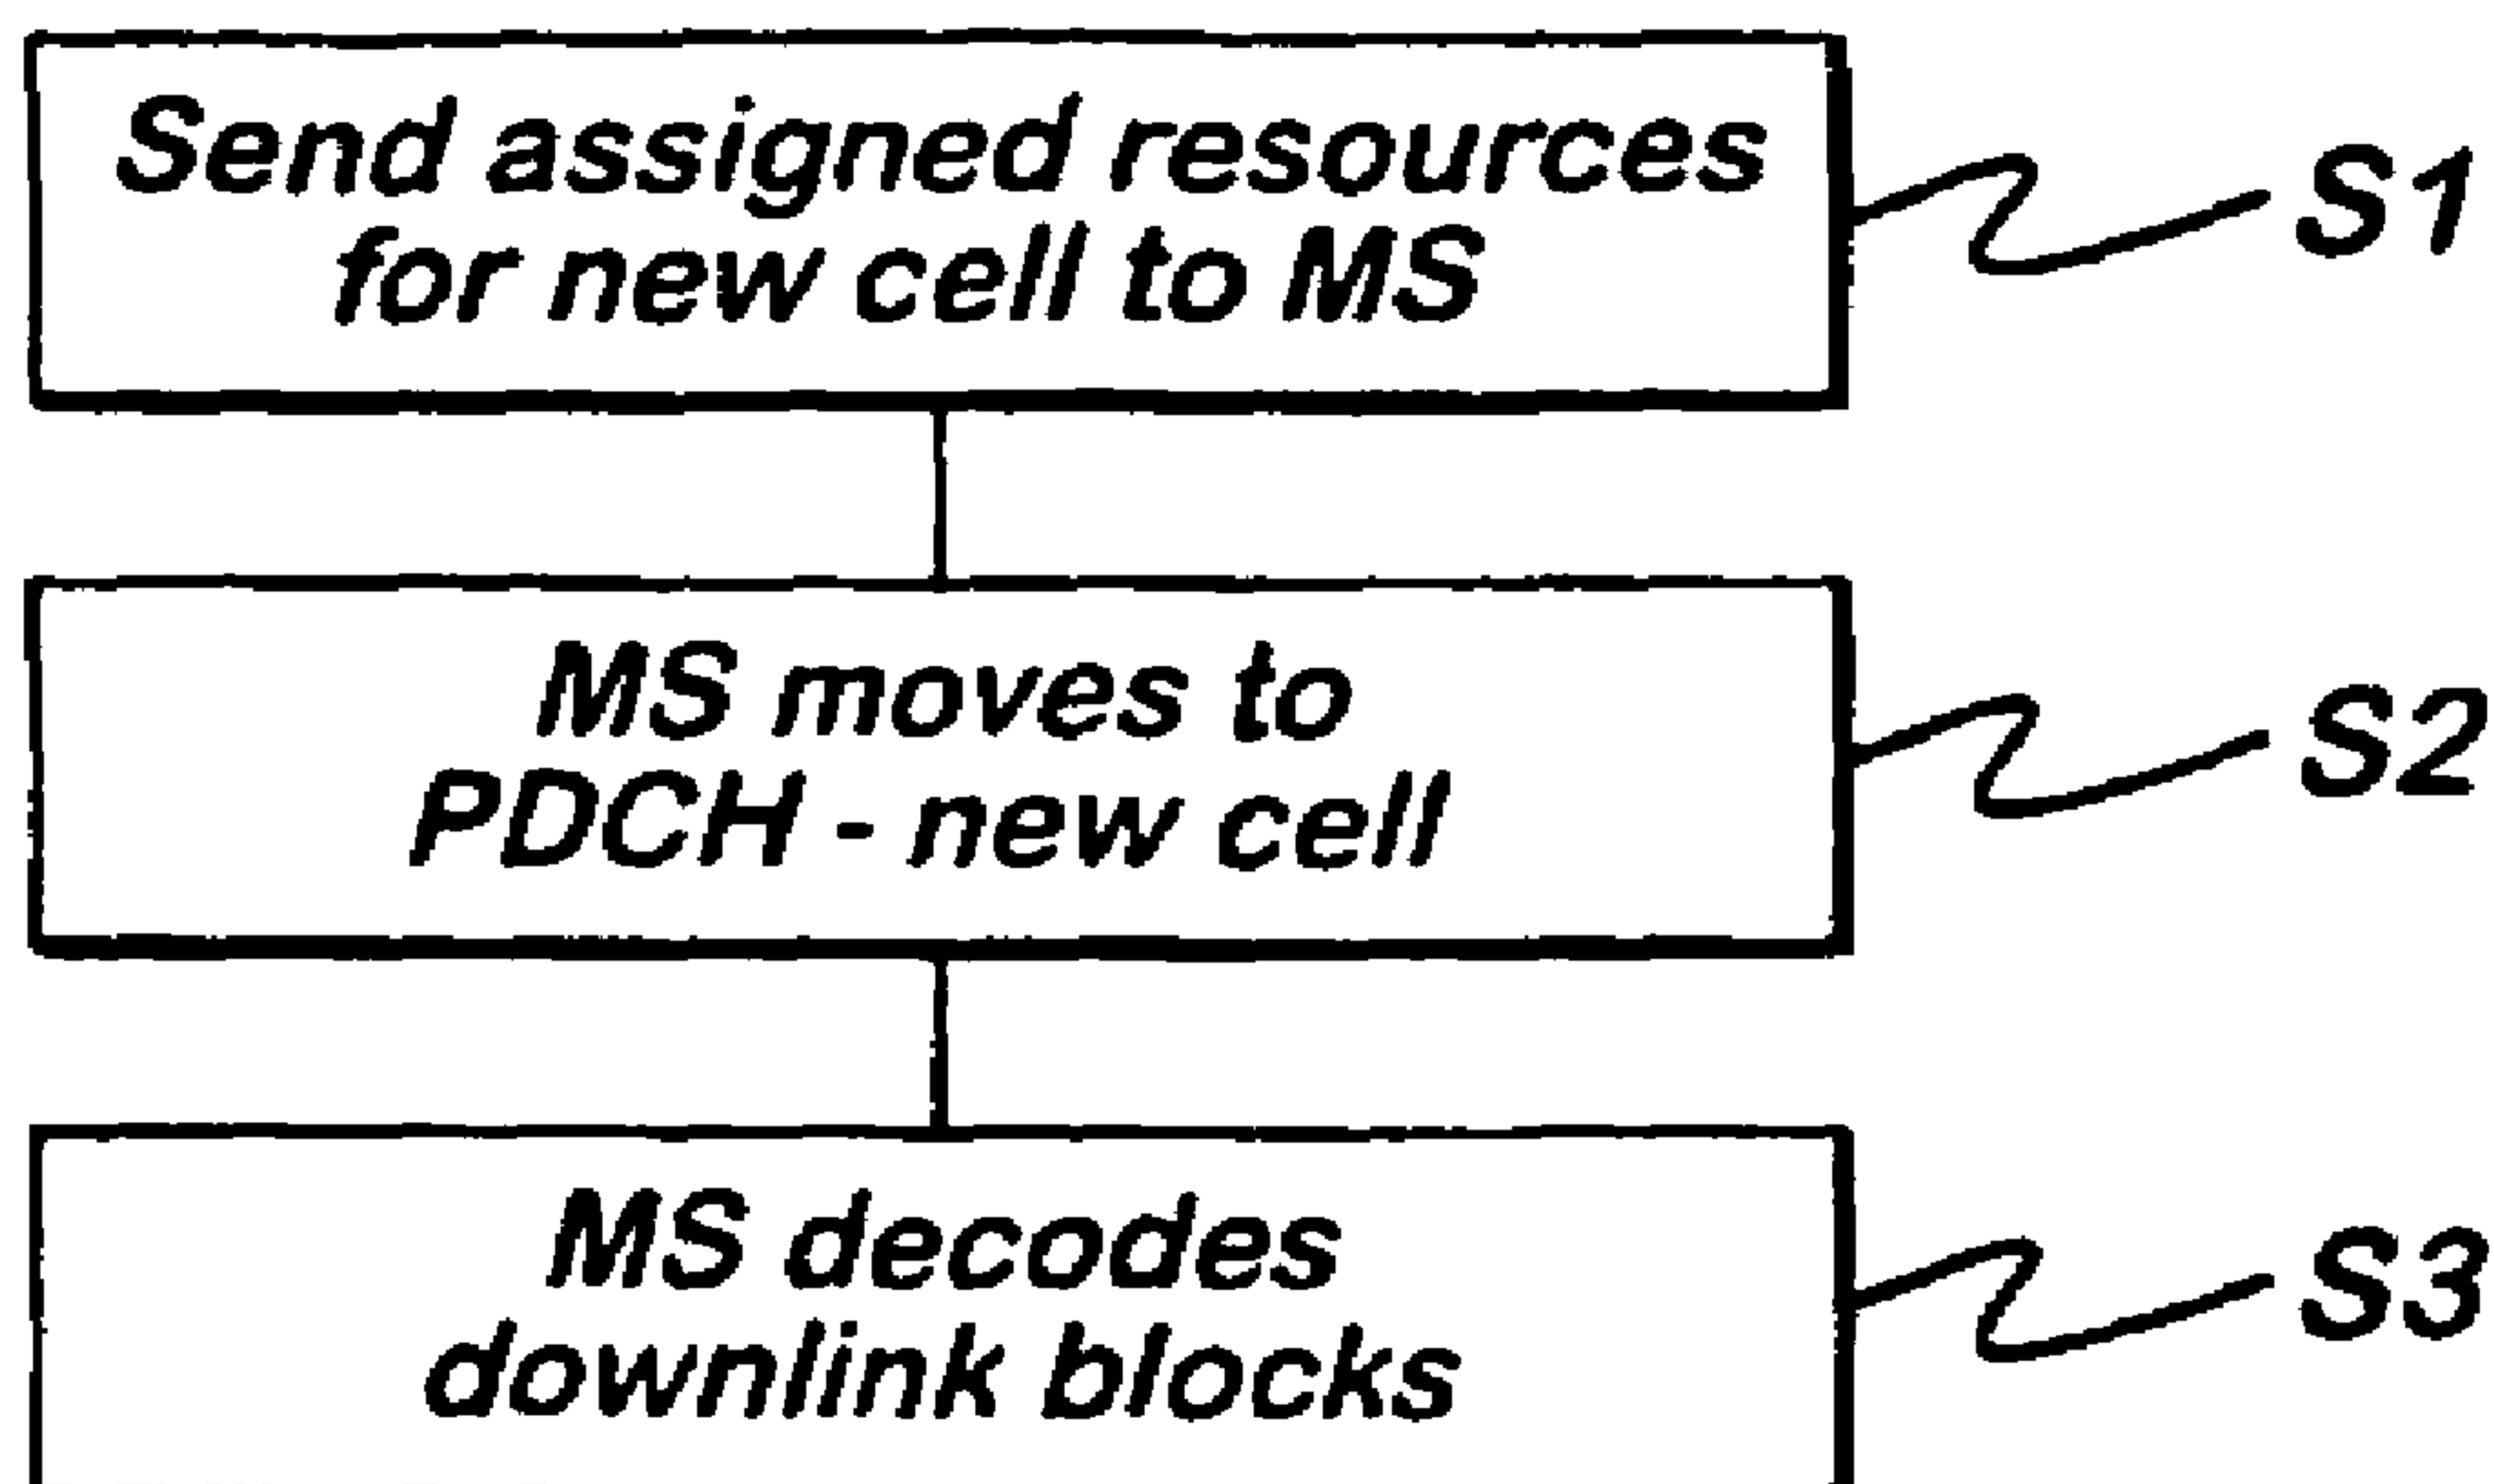 Send assigned resources
for new cell to MS
S1
MS moves to
PDCH - new cell
S2
MS decodes
downlink blocks
S3